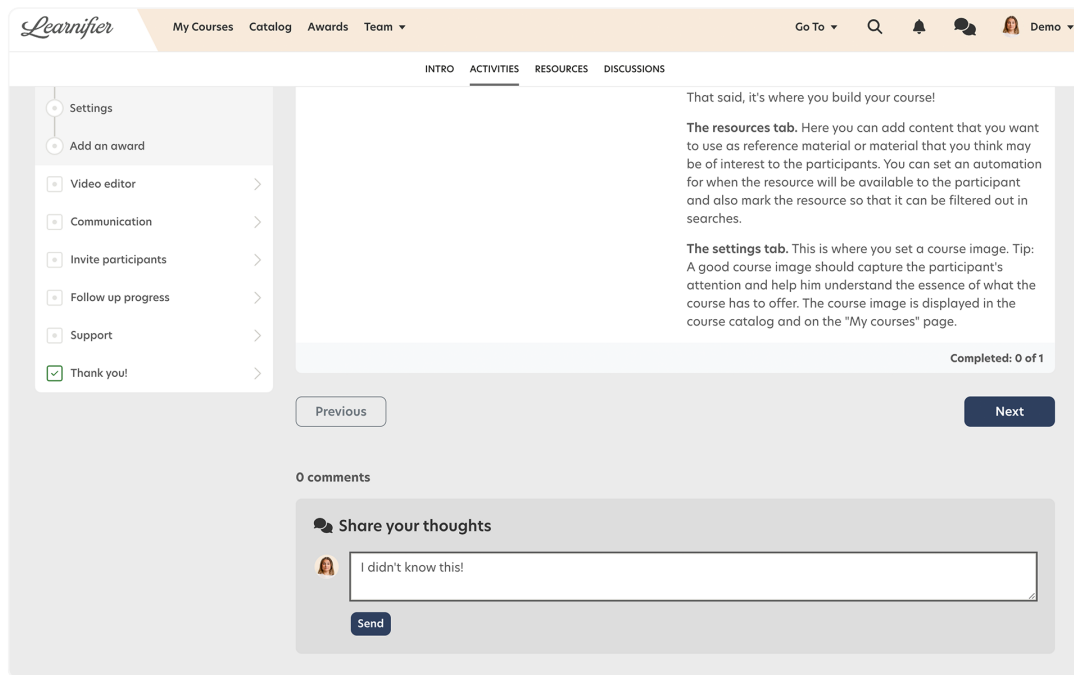 Learnifier
My Courses Catalog Awards Team
Go To Demo
INTRO ACTIVITIES RESOURCES DISCUSSIONS
Settings
Add an award
Video editor
Communication
Invite participants
Follow up progress
Support
Thank you!
That said, it's where you build your course!
The resources tab. Here you can add content that you want
to use as reference material or material that you think may
be of interest to the participants. You can set an automation
for when the resource will be available to the participant
and also mark the resource so that it can be filtered out in
searches.
The settings tab. This is where you set a course image. Tip:
A good course image should capture the participant's
attention and help him understand the essence of what the
course has to offer. The course image is displayed in the
course catalog and on the "My courses" page.
Completed: 0 of 1
Previous
Next
0 comments
Share your thoughts
I didn't know this!
Send